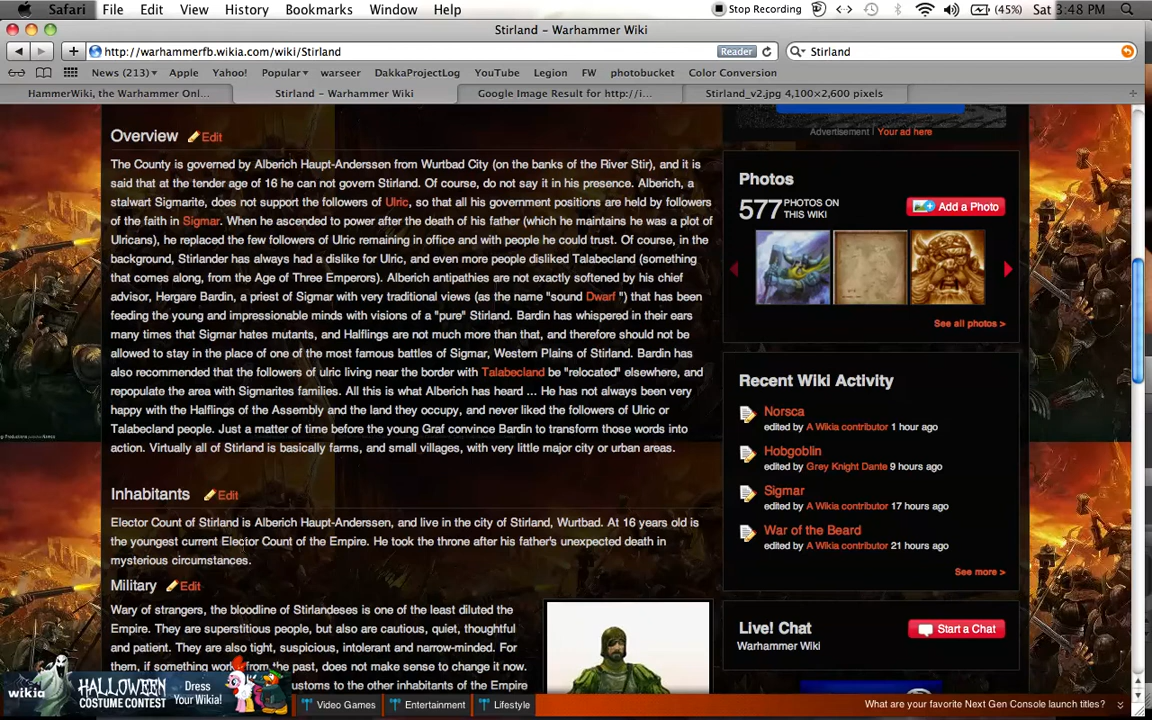 Safari File Edit View History Bookmarks Window Help Stop Recording (45%) Sat 3:48 PM
Stirland – Warhammer Wiki
http://warhammerfb.wikia.com/wiki/Stirland Reader Stirland
News (213) Apple Yahoo! Popular warseer DakkaProjectLog YouTube Legion FW photobucket Color Conversion
HammerWiki, the Warhammer Onl... Stirland – Warhammer Wiki Google Image Result for http://i... Stirland_v2.jpg 4,100×2,600 pixels
Advertisement | Your ad here
Overview Edit
The County is governed by Alberich Haupt-Anderssen from Wurtbad City (on the banks of the River Stir), and it is
said that at the tender age of 16 he can not govern Stirland. Of course, do not say it in his presence. Alberich, a
stalwart Sigmarite, does not support the followers of Ulric, so that all his government positions are held by followers
of the faith in Sigmar. When he ascended to power after the death of his father (which he maintains he was a plot of
Ulricans), he replaced the few followers of Ulric remaining in office and with people he could trust. Of course, in the
background, Stirlander has always had a dislike for Ulric, and even more people disliked Talabecland (something
that comes along, from the Age of Three Emperors). Alberich antipathies are not exactly softened by his chief
advisor, Hergare Bardin, a priest of Sigmar with very traditional views (as the name "sound Dwarf ") that has been
feeding the young and impressionable minds with visions of a "pure" Stirland. Bardin has whispered in their ears
many times that Sigmar hates mutants, and Halflings are not much more than that, and therefore should not be
allowed to stay in the place of one of the most famous battles of Sigmar, Western Plains of Stirland. Bardin has
also recommended that the followers of ulric living near the border with Talabecland be "relocated" elsewhere, and
repopulate the area with Sigmarites families. All this is what Alberich has heard ... He has not always been very
happy with the Halflings of the Assembly and the land they occupy, and never liked the followers of Ulric or
Talabecland people. Just a matter of time before the young Graf convince Bardin to transform those words into
action. Virtually all of Stirland is basically farms, and small villages, with very little major city or urban areas.
Inhabitants Edit
Elector Count of Stirland is Alberich Haupt-Anderssen, and live in the city of Stirland, Wurtbad. At 16 years old is
the youngest current Elector Count of the Empire. He took the throne after his father's unexpected death in
mysterious circumstances.
Military Edit
Wary of strangers, the bloodline of Stirlandeses is one of the least diluted the
Empire. They are superstitious people, but also are cautious, quiet, thoughtful
and patient. They are also tight, suspicious, intolerant and narrow-minded. For
them, if something work from the past, does not make sense to change it now.
ustoms to the other inhabitants of the Empire
Photos
577 PHOTOS ON
THIS WIKI
Add a Photo
See all photos >
Recent Wiki Activity
Norsca
edited by A Wikia contributor 1 hour ago
Hobgoblin
edited by Grey Knight Dante 9 hours ago
Sigmar
edited by A Wikia contributor 17 hours ago
War of the Beard
edited by A Wikia contributor 21 hours ago
See more >
Live! Chat
Warhammer Wiki
Start a Chat
wikia
HALLOWEEN
COSTUME CONTEST
Dress
Your Wikia!
Video Games Entertainment Lifestyle
What are your favorite Next Gen Console launch titles?